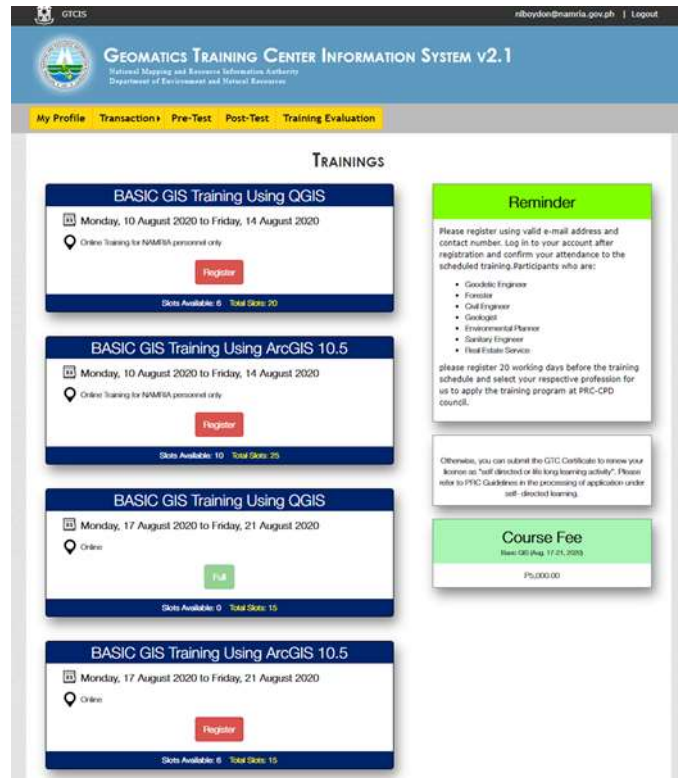 GTCIS
nlboydon@namria.gov.ph | Logout
Geomatics Training Center Information System v2.1
National Mapping and Resource Information Authority
Department of Environment and Natural Resources
My Profile Transaction Pre-Test Post-Test Training Evaluation
Trainings
BASIC GIS Training Using QGIS
Monday, 10 August 2020 to Friday, 14 August 2020
Online Training for NAMRIA personnel only
Register
Slots Available: 6 Total Slots: 20
BASIC GIS Training Using ArcGIS 10.5
Monday, 10 August 2020 to Friday, 14 August 2020
Online Training for NAMRIA personnel only
Register
Slots Available: 10 Total Slots: 25
BASIC GIS Training Using QGIS
Monday, 17 August 2020 to Friday, 21 August 2020
Online
Full
Slots Available: 0 Total Slots: 15
BASIC GIS Training Using ArcGIS 10.5
Monday, 17 August 2020 to Friday, 21 August 2020
Online
Register
Slots Available: 6 Total Slots: 15
Reminder
Please register using valid e-mail address and
contact number. Log in to your account after
registration and confirm your attendance to the
scheduled training.Participants who are:
Geodetic Engineer
Forester
Civil Engineer
Geologist
Environmental Planner
Sanitary Engineer
Real Estate Service
please register 20 working days before the training
schedule and select your respective profession for
us to apply the training program at PRC-CPD
council.
Otherwise, you can submit the GTC Certificate to renew your
license as "self directed or life long learning activity". Please
refer to PRC Guidelines in the processing of application under
self- directed learning.
Course Fee
Basic GIS (Aug. 17-21, 2020)
P5,000.00